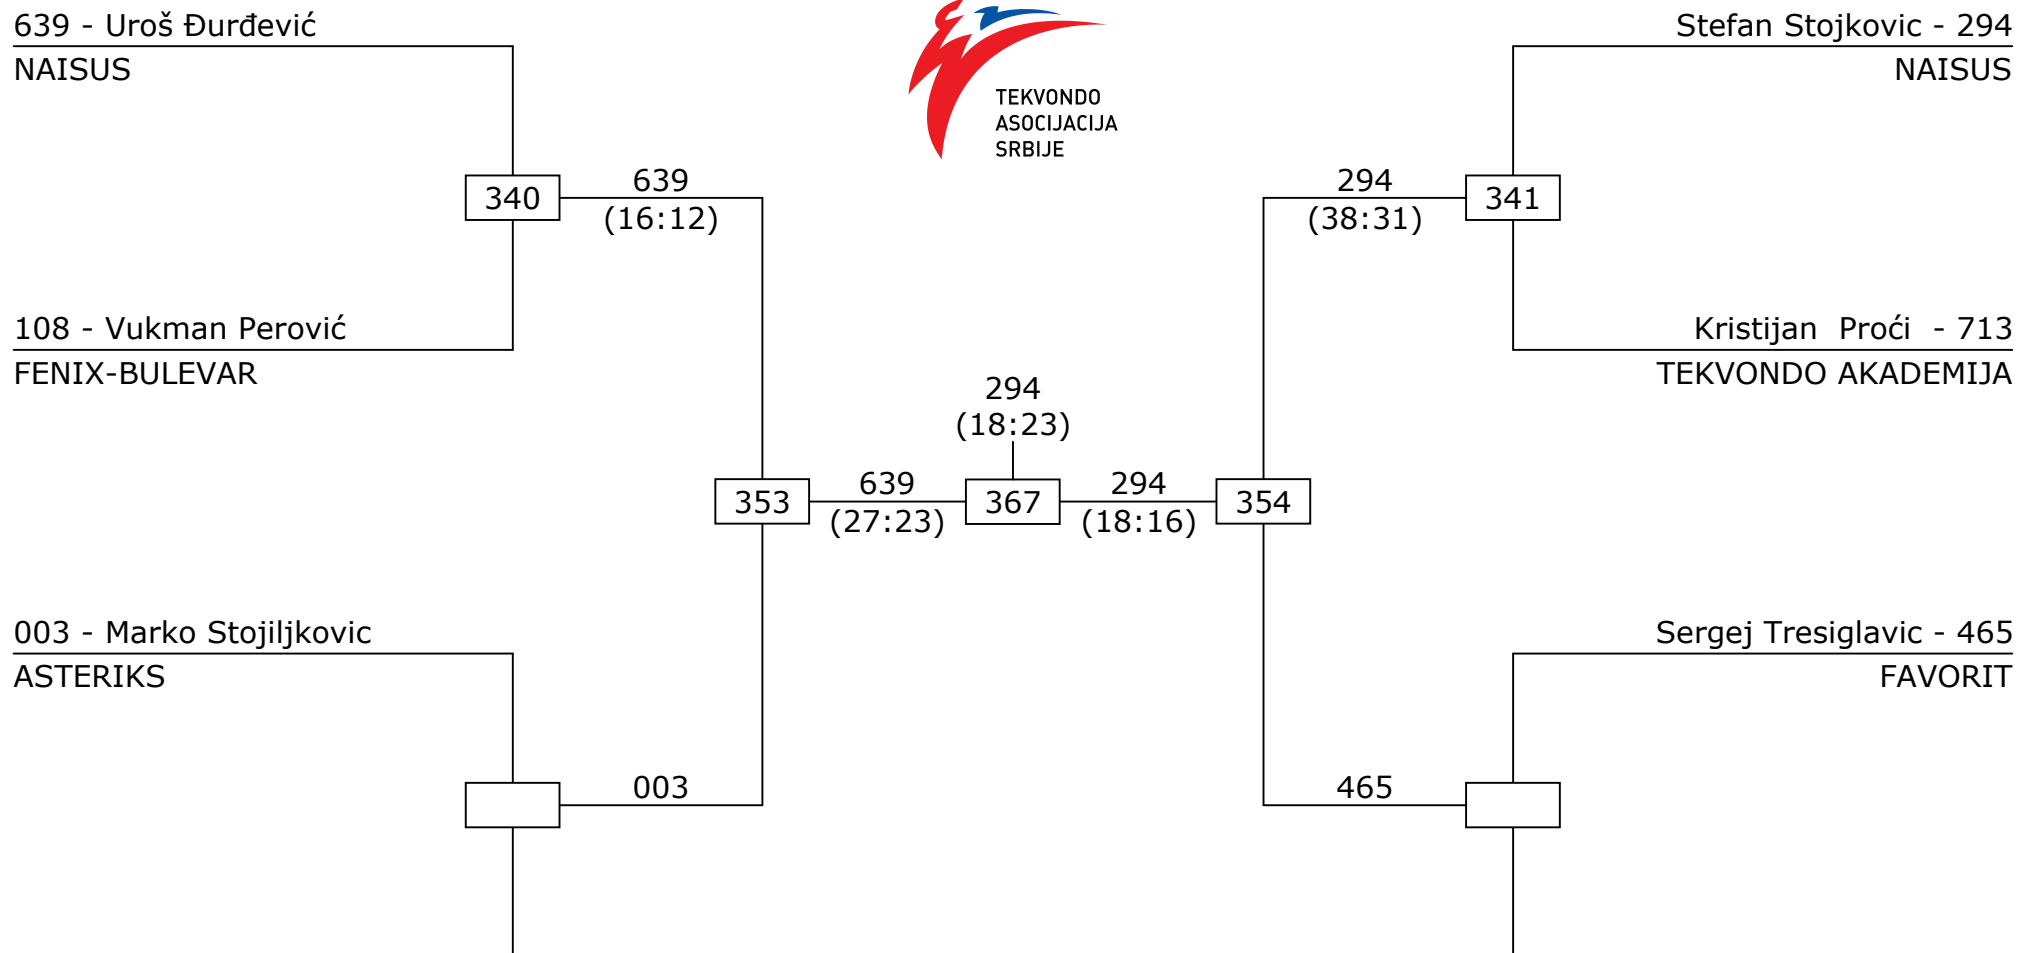 639 - Uroš Đurđević
NAISUS
TEKVONDO
ASOCIJACIJA
SRBIJE
Stefan Stojkovic - 294
NAISUS
340
639
(16:12)
294
(38:31)
341
108 - Vukman Perović
FENIX-BULEVAR
Kristijan  Proći  - 713
TEKVONDO AKADEMIJA
294
(18:23)
353
639
(27:23)
367
294
(18:16)
354
003 - Marko Stojiljkovic
ASTERIKS
Sergej Tresiglavic - 465
FAVORIT
003
465